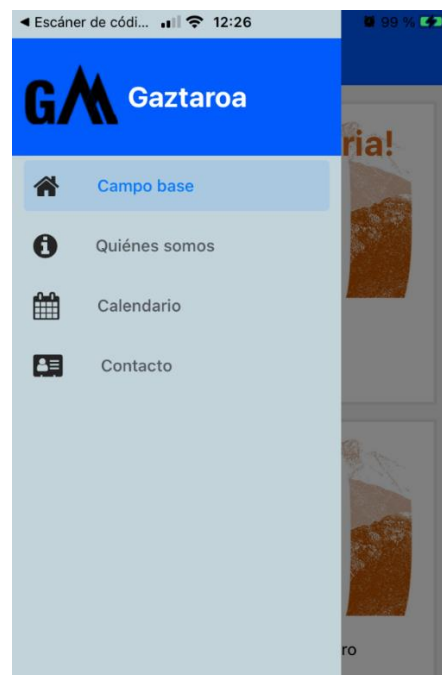 ◄ Escáner de códi... 12:26 99 %
GM Gaztaroa
ria!
Campo base
Quiénes somos
Calendario
Contacto
ro